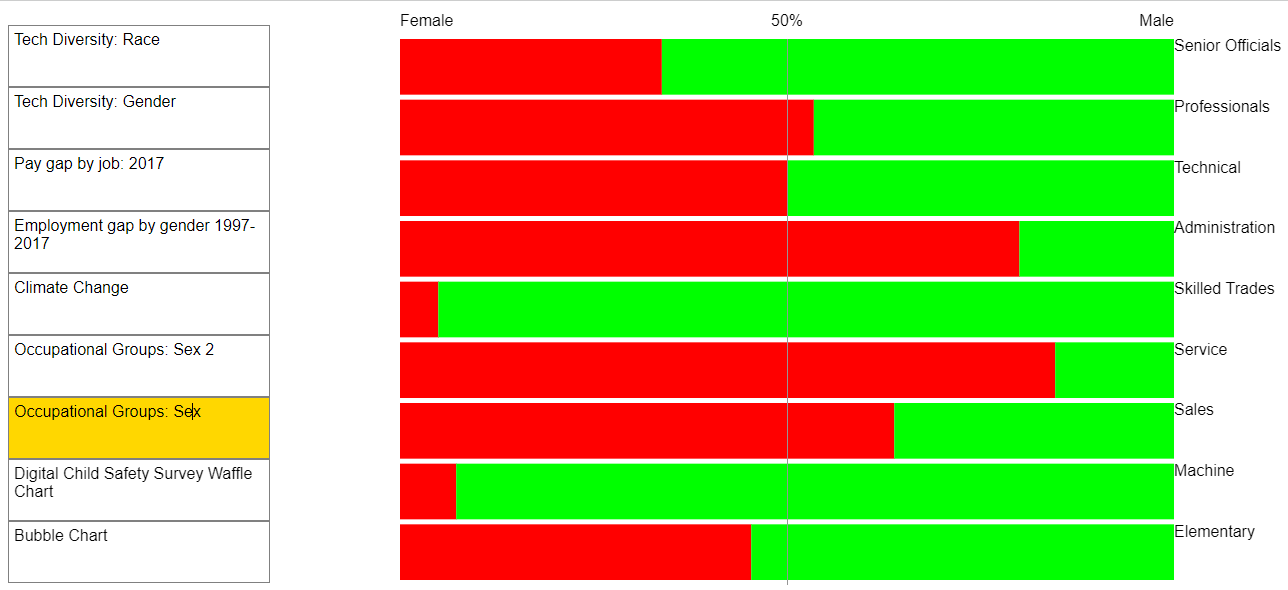 Tech Diversity: Race
Tech Diversity: Gender
Pay gap by job: 2017
Employment gap by gender 1997-
2017
Climate Change
Occupational Groups: Sex 2
Occupational Groups: Sex
Digital Child Safety Survey Waffle
Chart
Bubble Chart
Female 50% Male
Senior Officials
Professionals
Technical
Administration
Skilled Trades
Service
Sales
Machine
Elementary